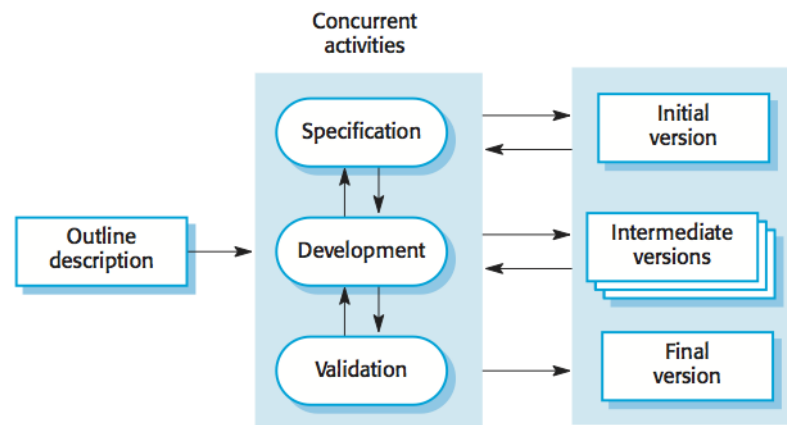 Concurrent
activities
Specification
Initial
version
Outline
description
Development
Intermediate
versions
Validation
Final
version